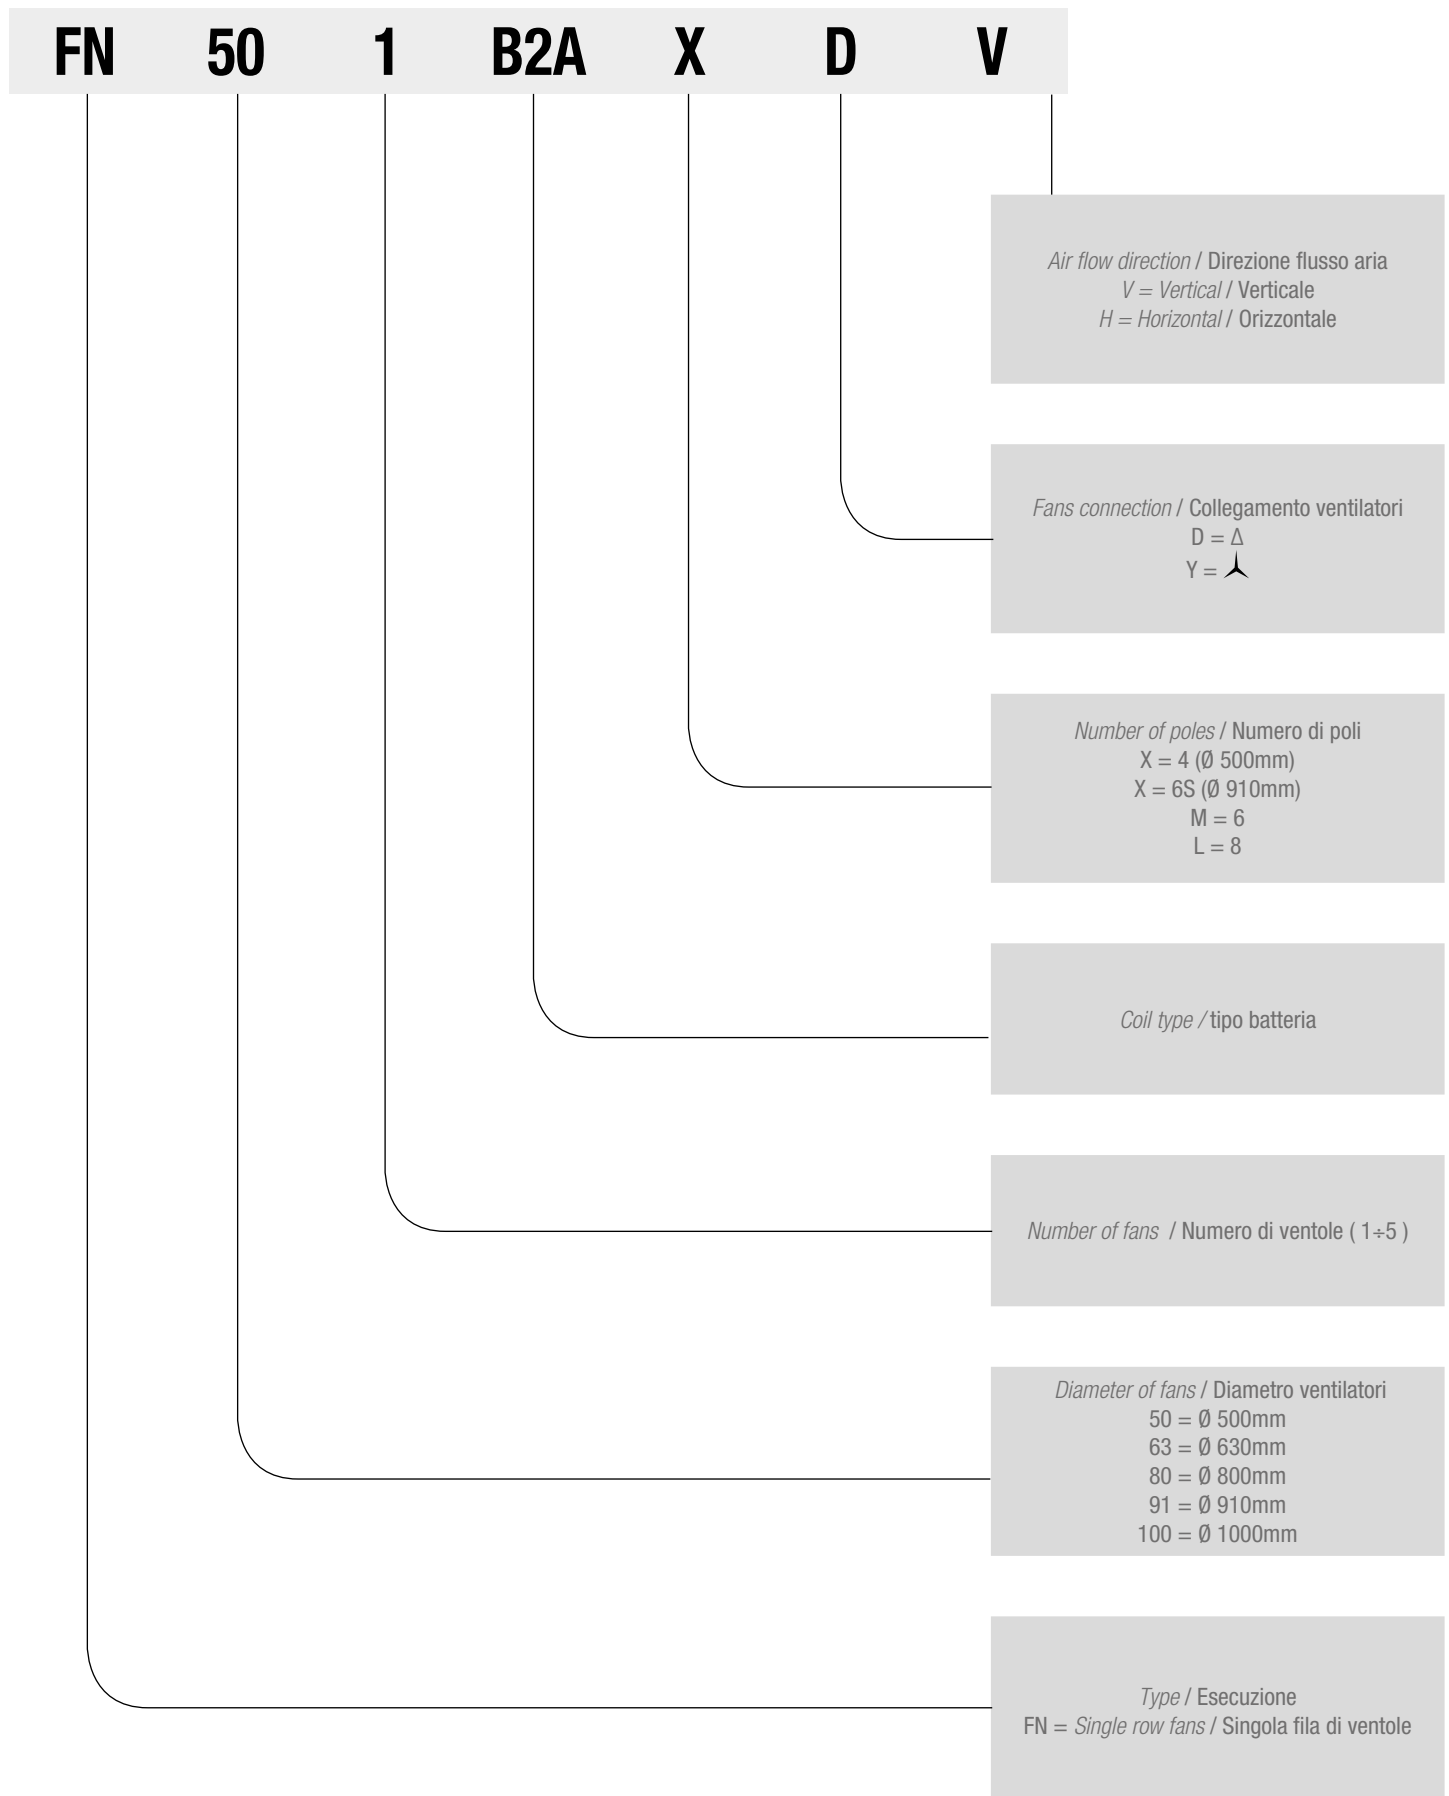 FN 50 1 B2A X D V
Air flow direction / Direzione flusso aria
V = Vertical / Verticale
H = Horizontal / Orizzontale
Fans connection / Collegamento ventilatori
D = Δ
Y =
Number of poles / Numero di poli
X = 4 (Ø 500mm)
X = 6S (Ø 910mm)
M = 6
L = 8
Coil type / tipo batteria
Number of fans / Numero di ventole ( 1÷5 )
Diameter of fans / Diametro ventilatori
50 = Ø 500mm
63 = Ø 630mm
80 = Ø 800mm
91 = Ø 910mm
100 = Ø 1000mm
Type / Esecuzione
FN = Single row fans / Singola fila di ventole